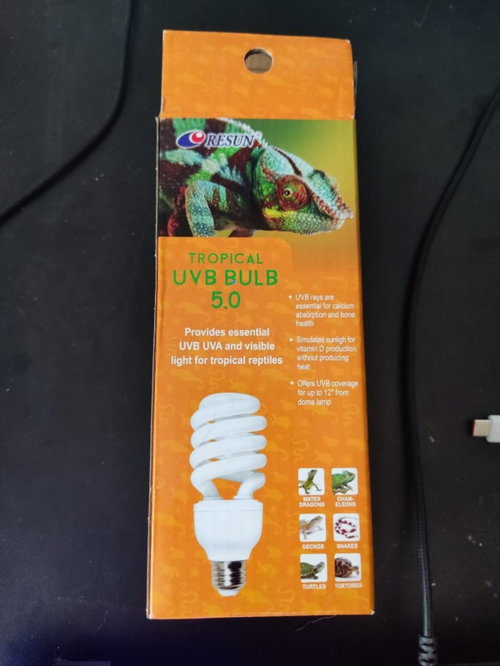 RESUN®
TROPICAL
UVB BULB
5.0
Provides essential
UVB UVA and visible
light for tropical reptiles
• UVB rays are
essential for calcium
absorption and bone
health
• Simulates sunligh for
vitamin D production
without producing
heat
• Offers UVB coverage
for up to 12" from
dome lamp
WATER
DRAGONS
CHAM-
ELEONS
GECKOS
SNAKES
TURTLES
TORTOISES